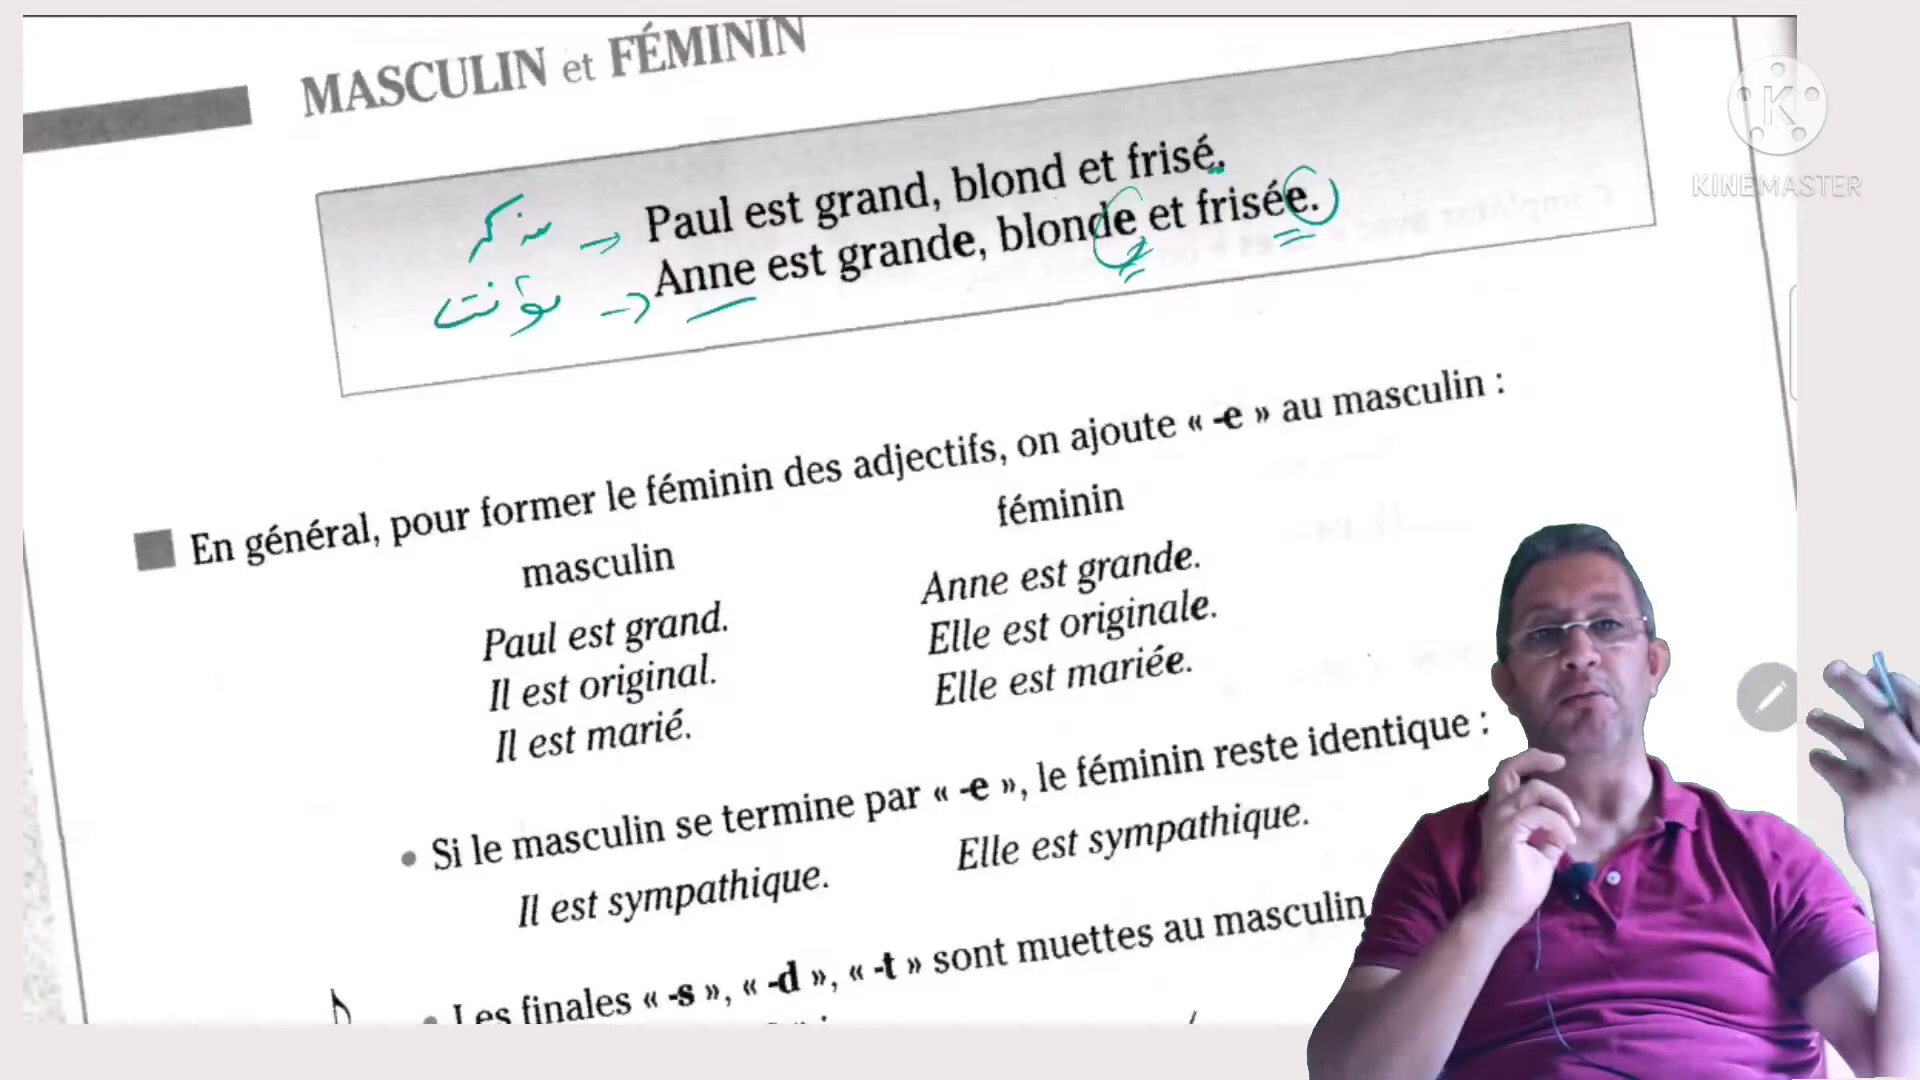 MASCULIN et FÉMININ
مذكر → Paul est grand, blond et frisé.
مؤنت → Anne est grande, blonde et frisée.
KINEMASTER
En général, pour former le féminin des adjectifs, on ajoute « -e » au masculin :
masculin féminin
Paul est grand. Anne est grande.
Il est original. Elle est originale.
Il est marié. Elle est mariée.
• Si le masculin se termine par « -e », le féminin reste identique :
Il est sympathique. Elle est sympathique.
• Les finales « -s », « -d », « -t » sont muettes au masculin